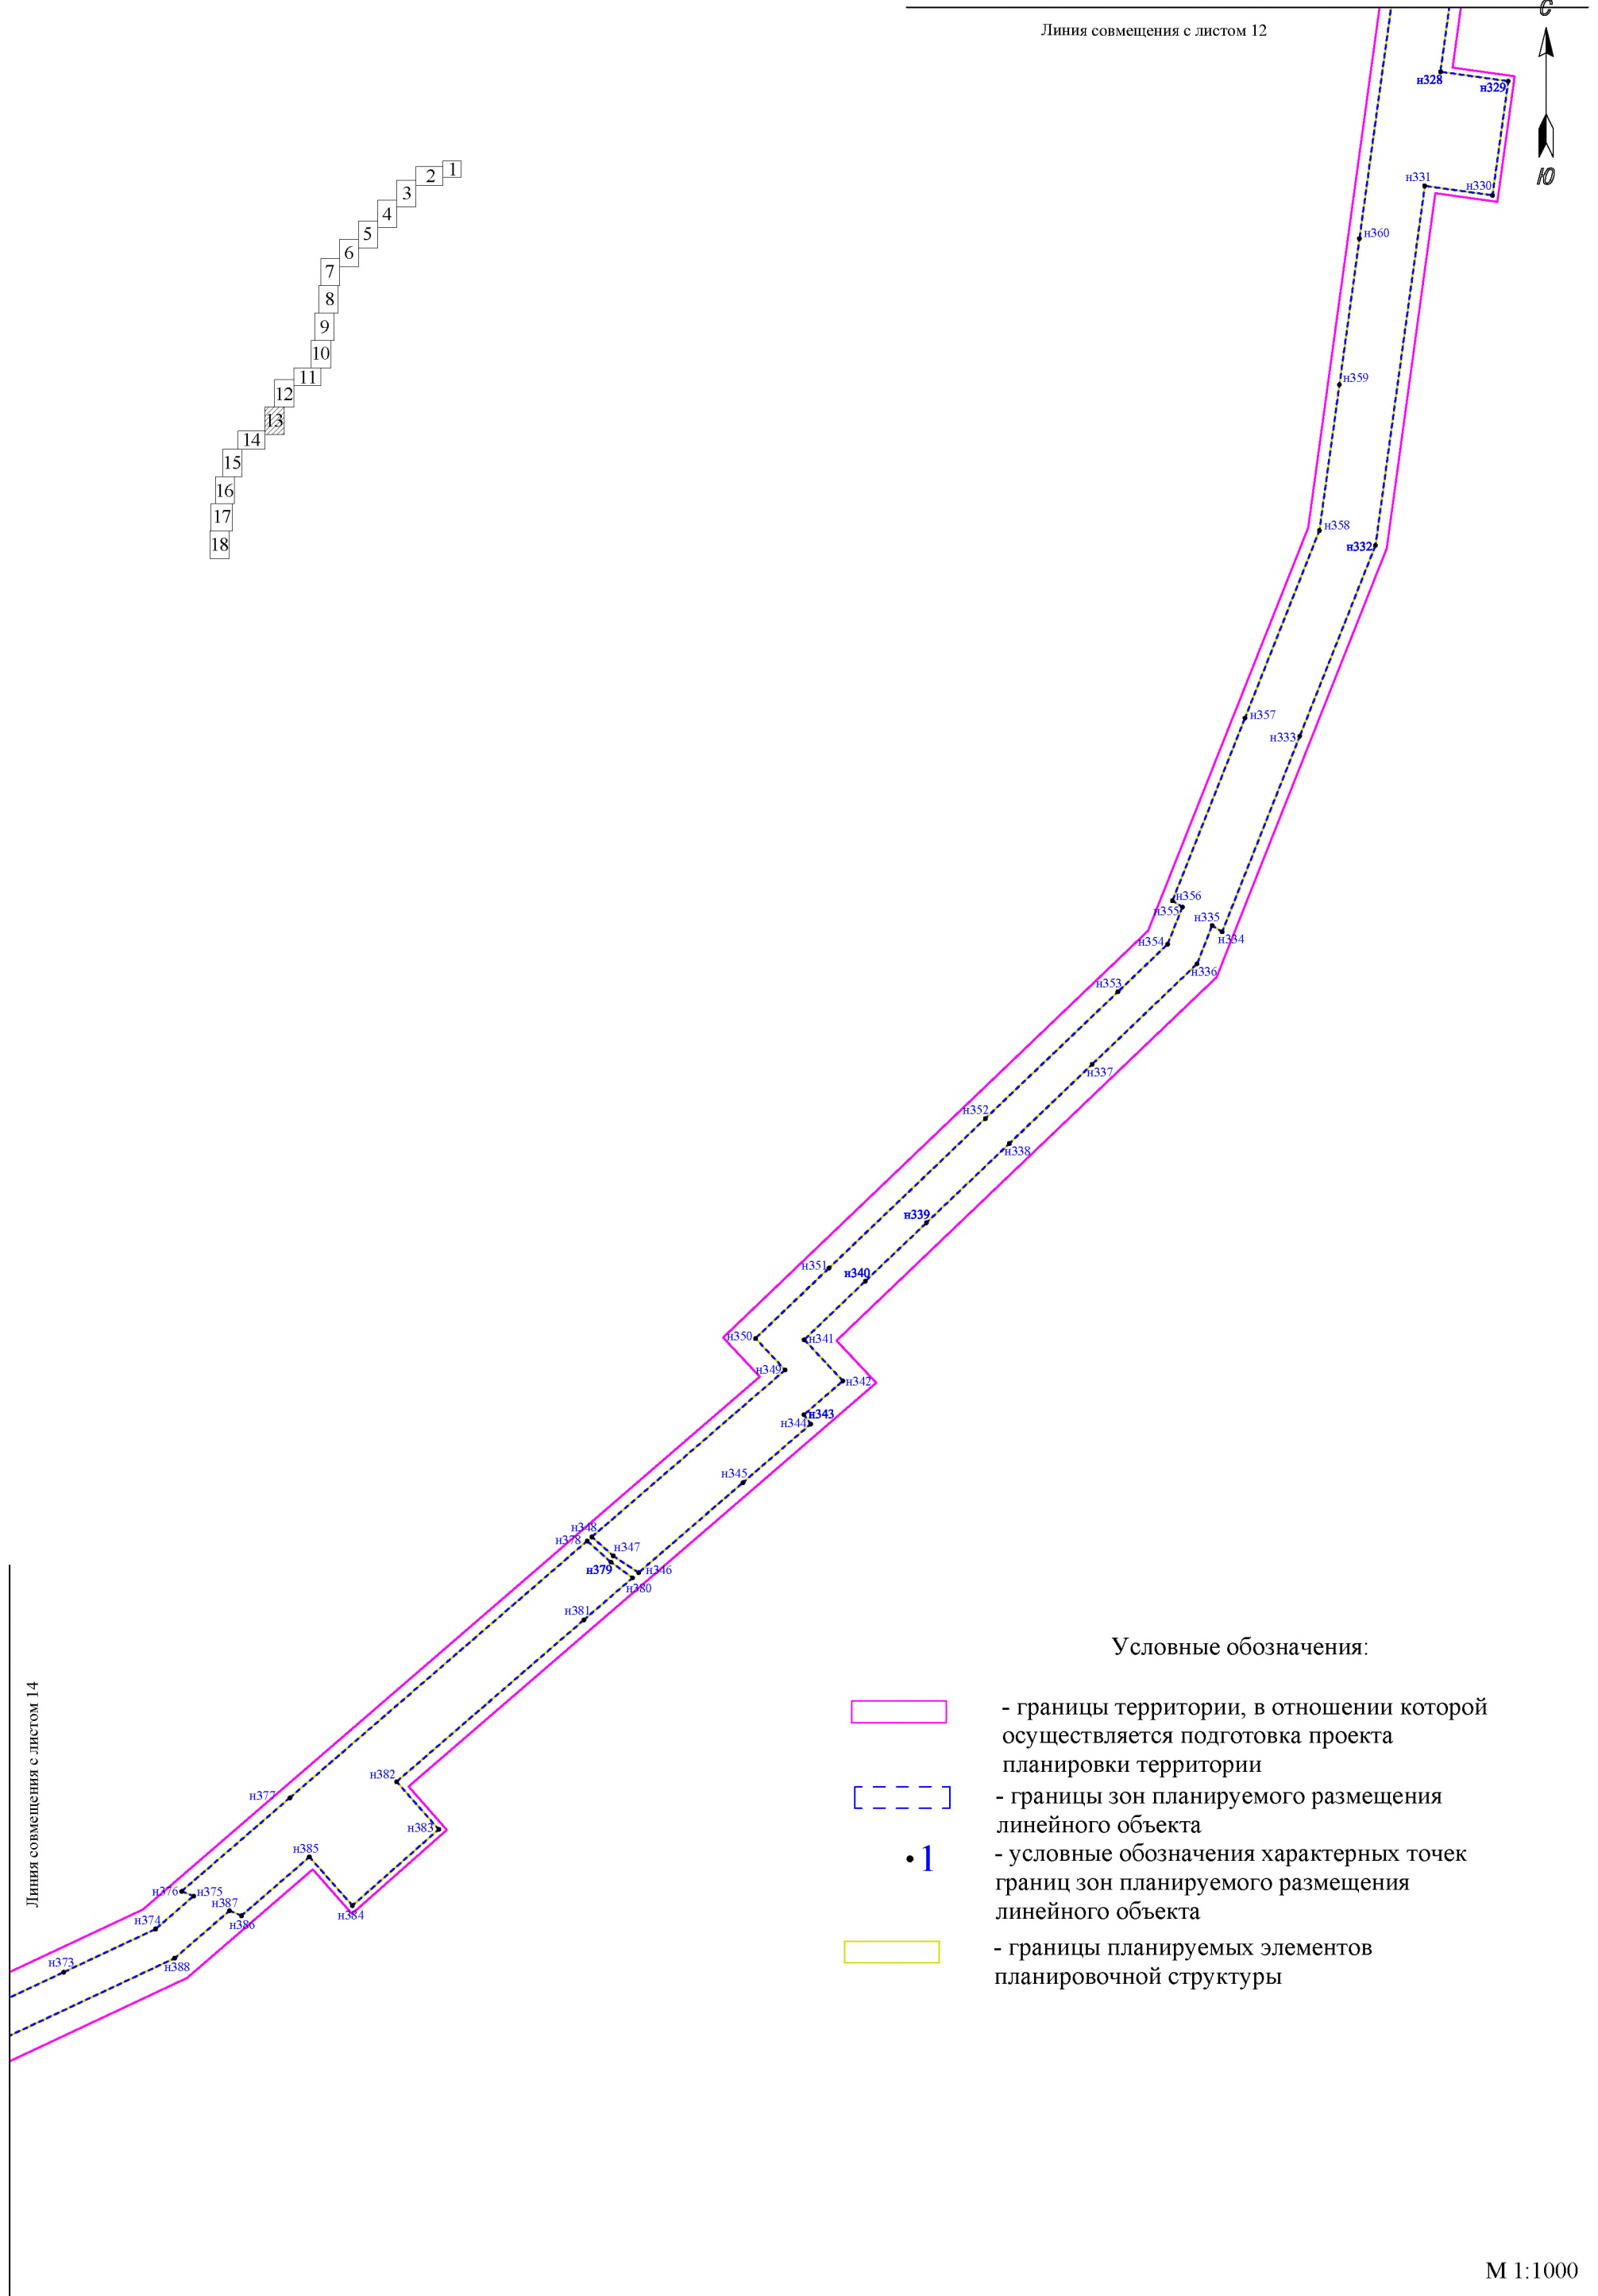 С
Линия совмещения с листом 12
н328
н329
Ю
1
2
3
4
5
6
7
8
9
10
11
12
13
14
15
16
17
18
н331
н330
н360
н359
н358
н332
н357
н333
н356
н355
н335
н334
н354
н336
н353
н337
н352
н338
н339
н351
н340
н350
н341
н349
н342
н343
н344
н345
н348
н378
н347
н379
н346
н380
н381
н382
н377
н383
н385
н376
н375
н387
н384
н374
н386
н373
н388
Линия совмещения с листом 14
Условные обозначения:
- границы территории, в отношении которой
осуществляется подготовка проекта
планировки территории
- границы зон планируемого размещения
линейного объекта
1
- условные обозначения характерных точек
границ зон планируемого размещения
линейного объекта
- границы планируемых элементов
планировочной структуры
М 1:1000